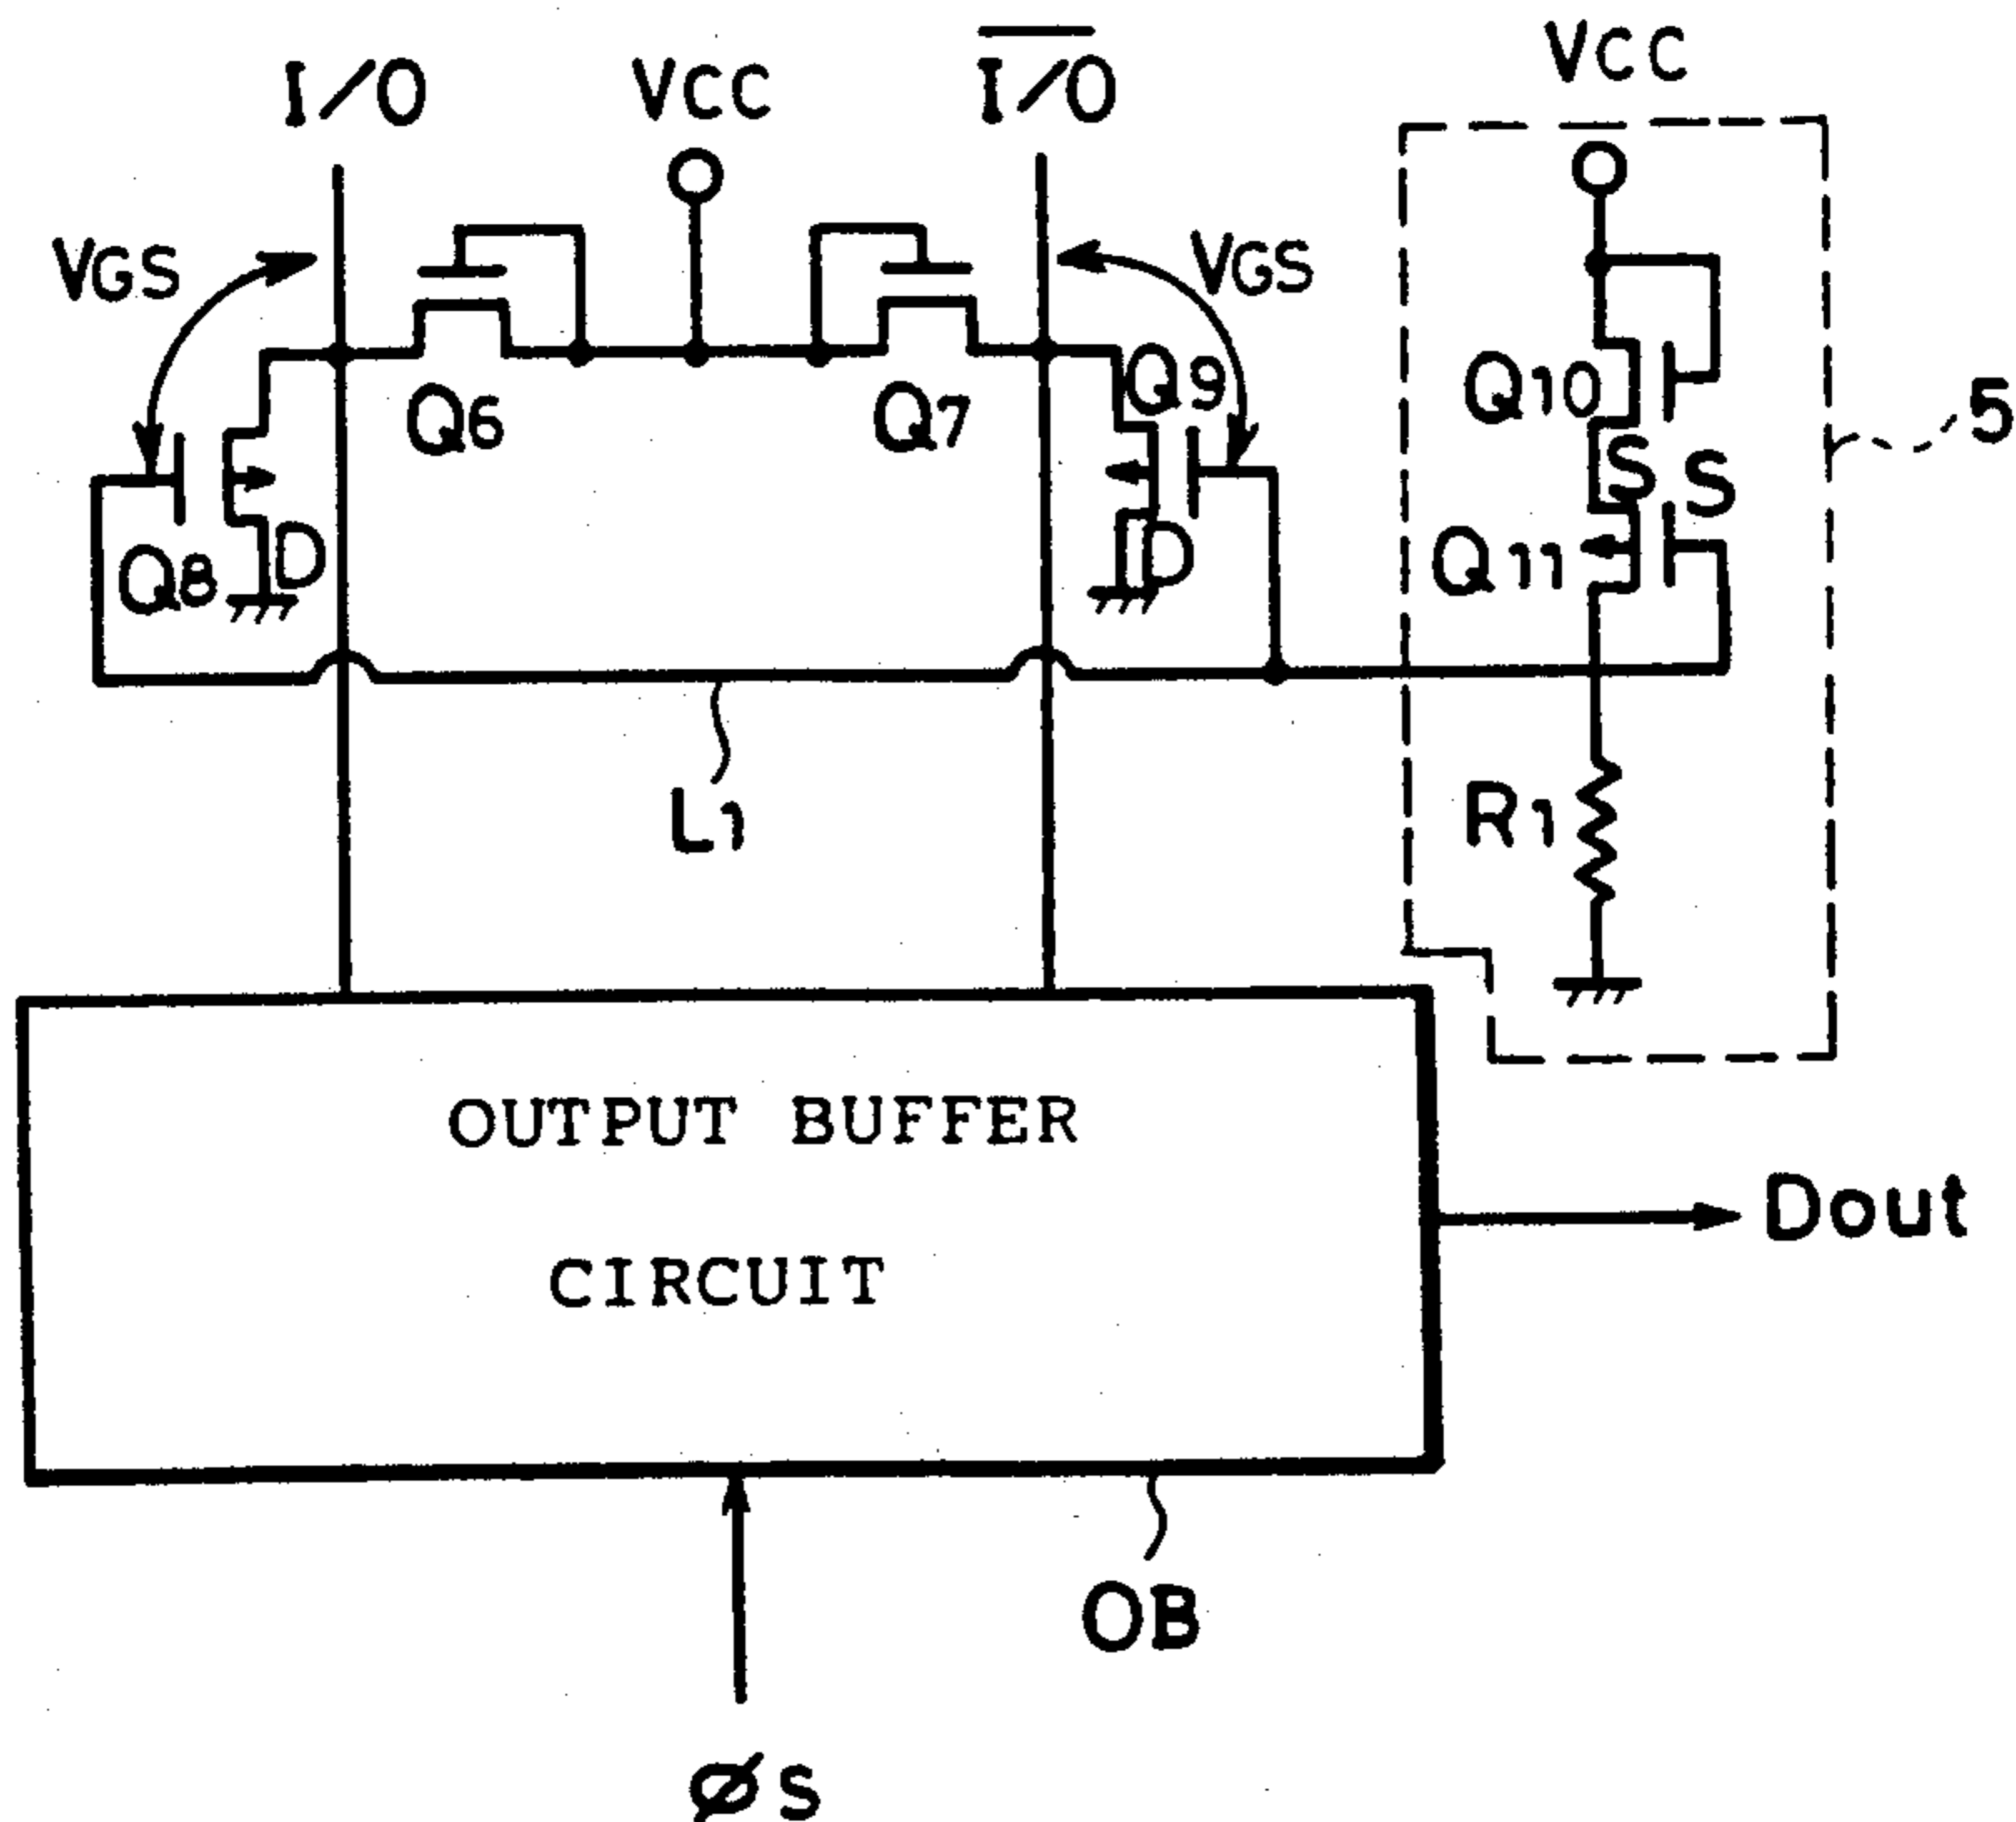 I/O VCC I̅/̅O̅ VCC
VGS VGS
Q6 Q7 Q9 Q10 5
S S
Q8 D D Q11
L1 R1
OUTPUT BUFFER
CIRCUIT
Dout
OB
øS